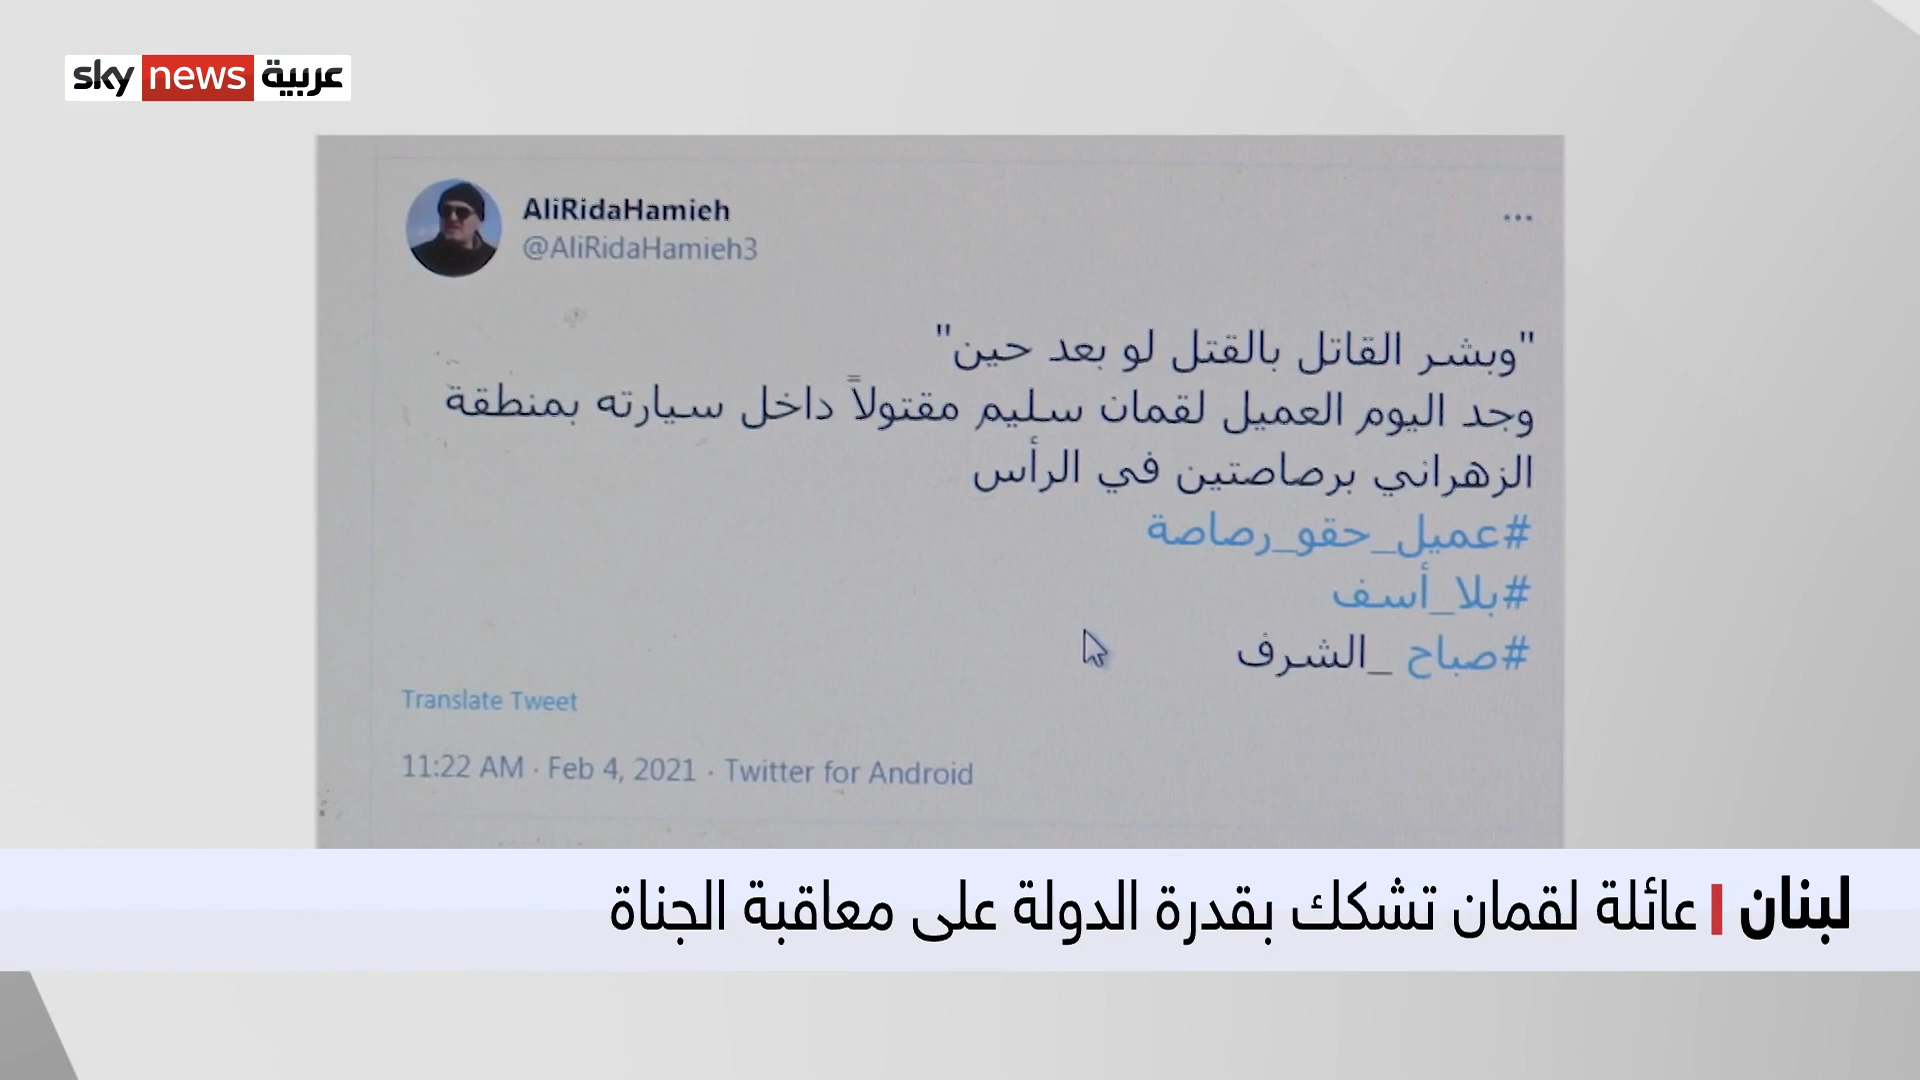 sky news عربية
AliRidaHamieh
@AliRidaHamieh3
"وبشر القاتل بالقتل لو بعد حين"
وجد اليوم العميل لقمان سليم مقتولاً داخل سيارته بمنطقة
الزهراني برصاصتين في الرأس
#عميل_حقو_رصاصة
#بلا_أسف
#صباح _الشرف
Translate Tweet
11:22 AM · Feb 4, 2021 · Twitter for Android
لبنان | عائلة لقمان تشكك بقدرة الدولة على معاقبة الجناة